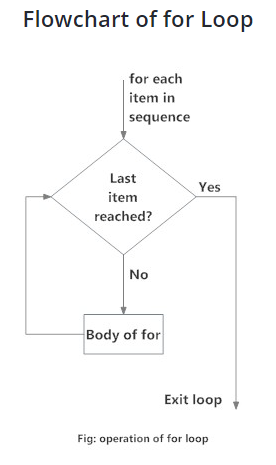 Flowchart of for Loop
for each
item in
sequence
Last
item
reached?
Yes
No
Body of for
Exit loop
Fig: operation of for loop